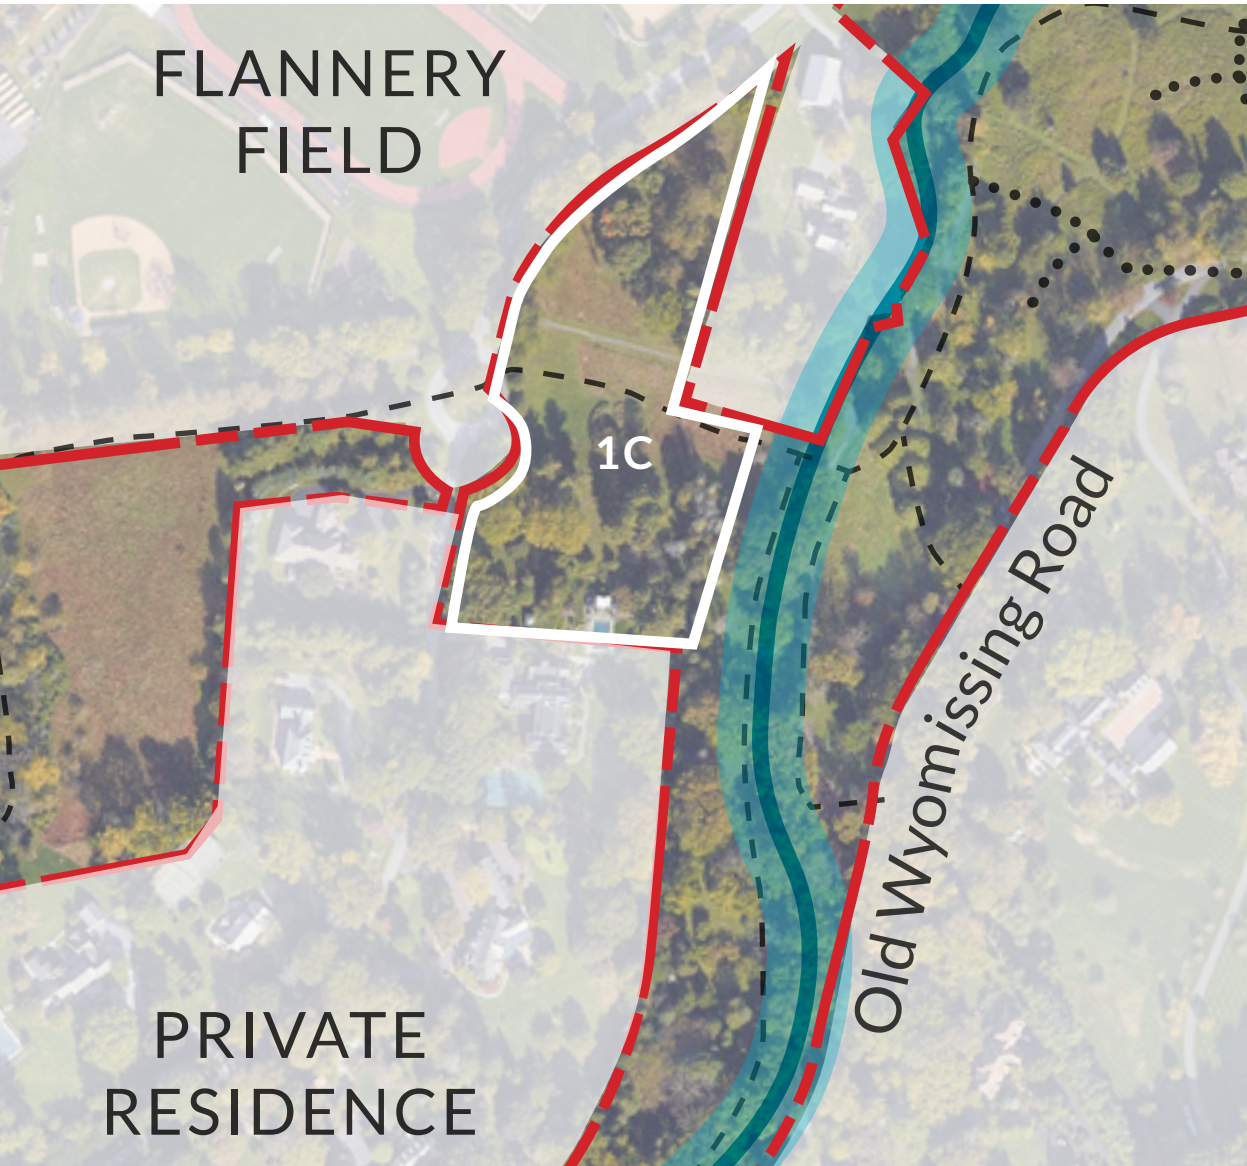 FLANNERY
FIELD
1C
Old Wyomissing Road
PRIVATE
RESIDENCE